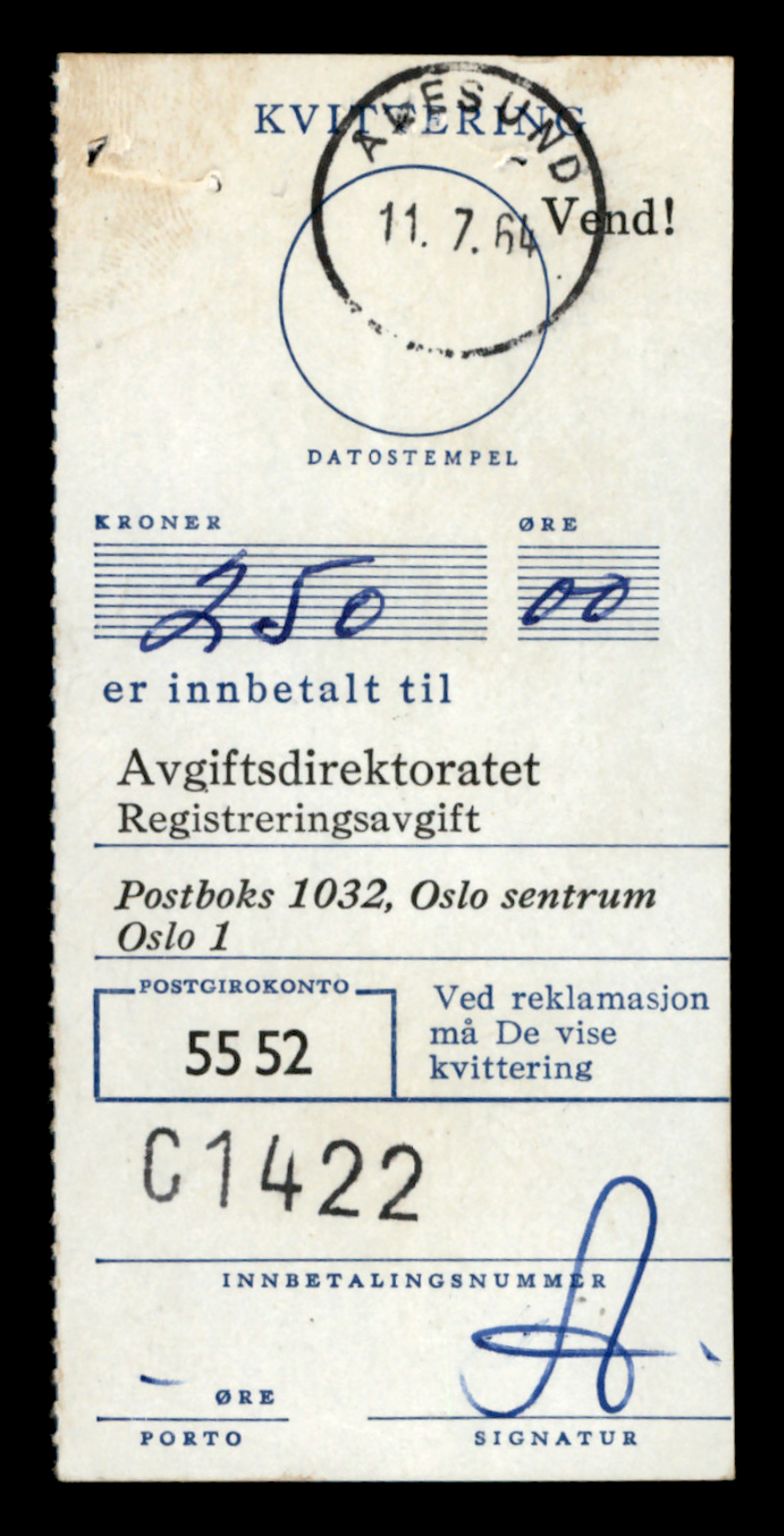 KVITTERING
ÅLESUND
11. 7. 64
Vend!
DATOSTEMPEL
KRONER ØRE
250 00
er innbetalt til
Avgiftsdirektoratet
Registreringsavgift
Postboks 1032, Oslo sentrum
Oslo 1
POSTGIROKONTO
55 52
Ved reklamasjon
må De vise
kvittering
G1422
INNBETALINGSNUMMER
– ØRE
PORTO
SIGNATUR